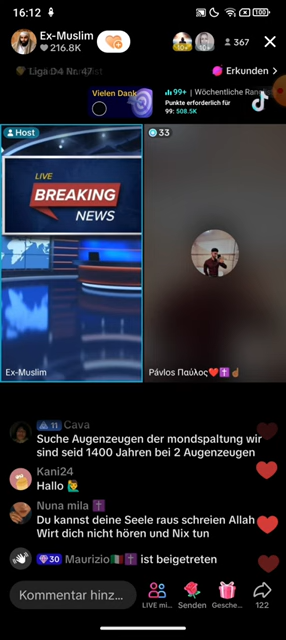 16:12
100
Ex-Muslim
216.8K
10+
367
Liga D4 Nr. 47
Erkunden >
Vielen Dank
99+ | Wöchentliche Rang
Punkte erforderlich für
99: 508.5K
Host
33
LIVE
BREAKING
NEWS
Ex-Muslim
Pávlos Παύλος❤️✝️☝🏾
11 Cava
Suche Augenzeugen der mondspaltung wir
sind seid 1400 Jahren bei 2 Augenzeugen
Kani24
Hallo 🙋‍♂️
Nuna mila ✝️
Du kannst deine Seele raus schreien Allah
Wirt dich nicht hören und Nix tun
30 Maurizio🇮🇹✝️ ist beigetreten
Kommentar hinz...
LIVE mi...
Senden
Gesche...
122